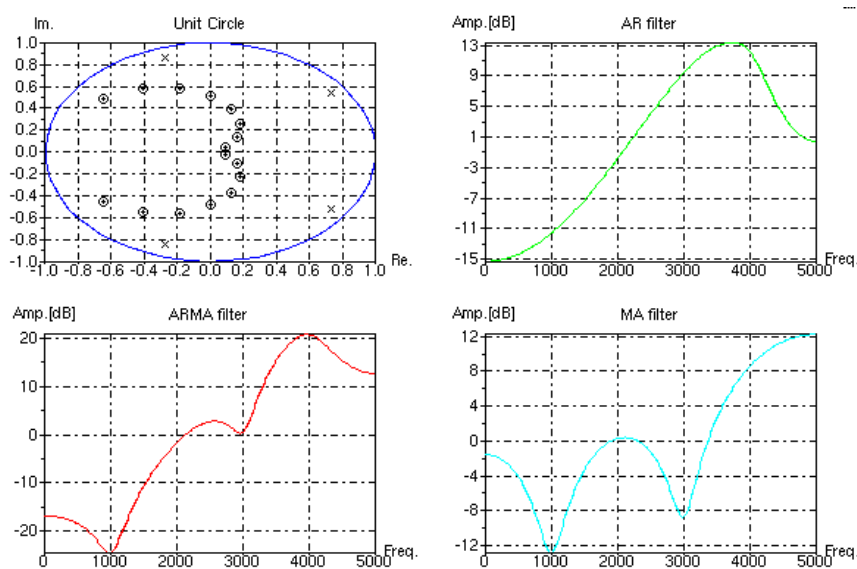 Im. Unit Circle
1.0
0.8
0.6
0.4
0.2
0.0
-0.2
-0.4
-0.6
-0.8
-1.0
-1.0 -0.8 -0.6 -0.4 -0.2 0.0 0.2 0.4 0.6 0.8 1.0
Re.
Amp.[dB] AR filter
13
9
5
1
-3
-7
-11
-15
0 1000 2000 3000 4000 5000
Freq.
Amp.[dB] ARMA filter
20
10
0
-10
-20
0 1000 2000 3000 4000 5000
Freq.
Amp.[dB] MA filter
12
8
4
0
-4
-8
-12
0 1000 2000 3000 4000 5000
Freq.